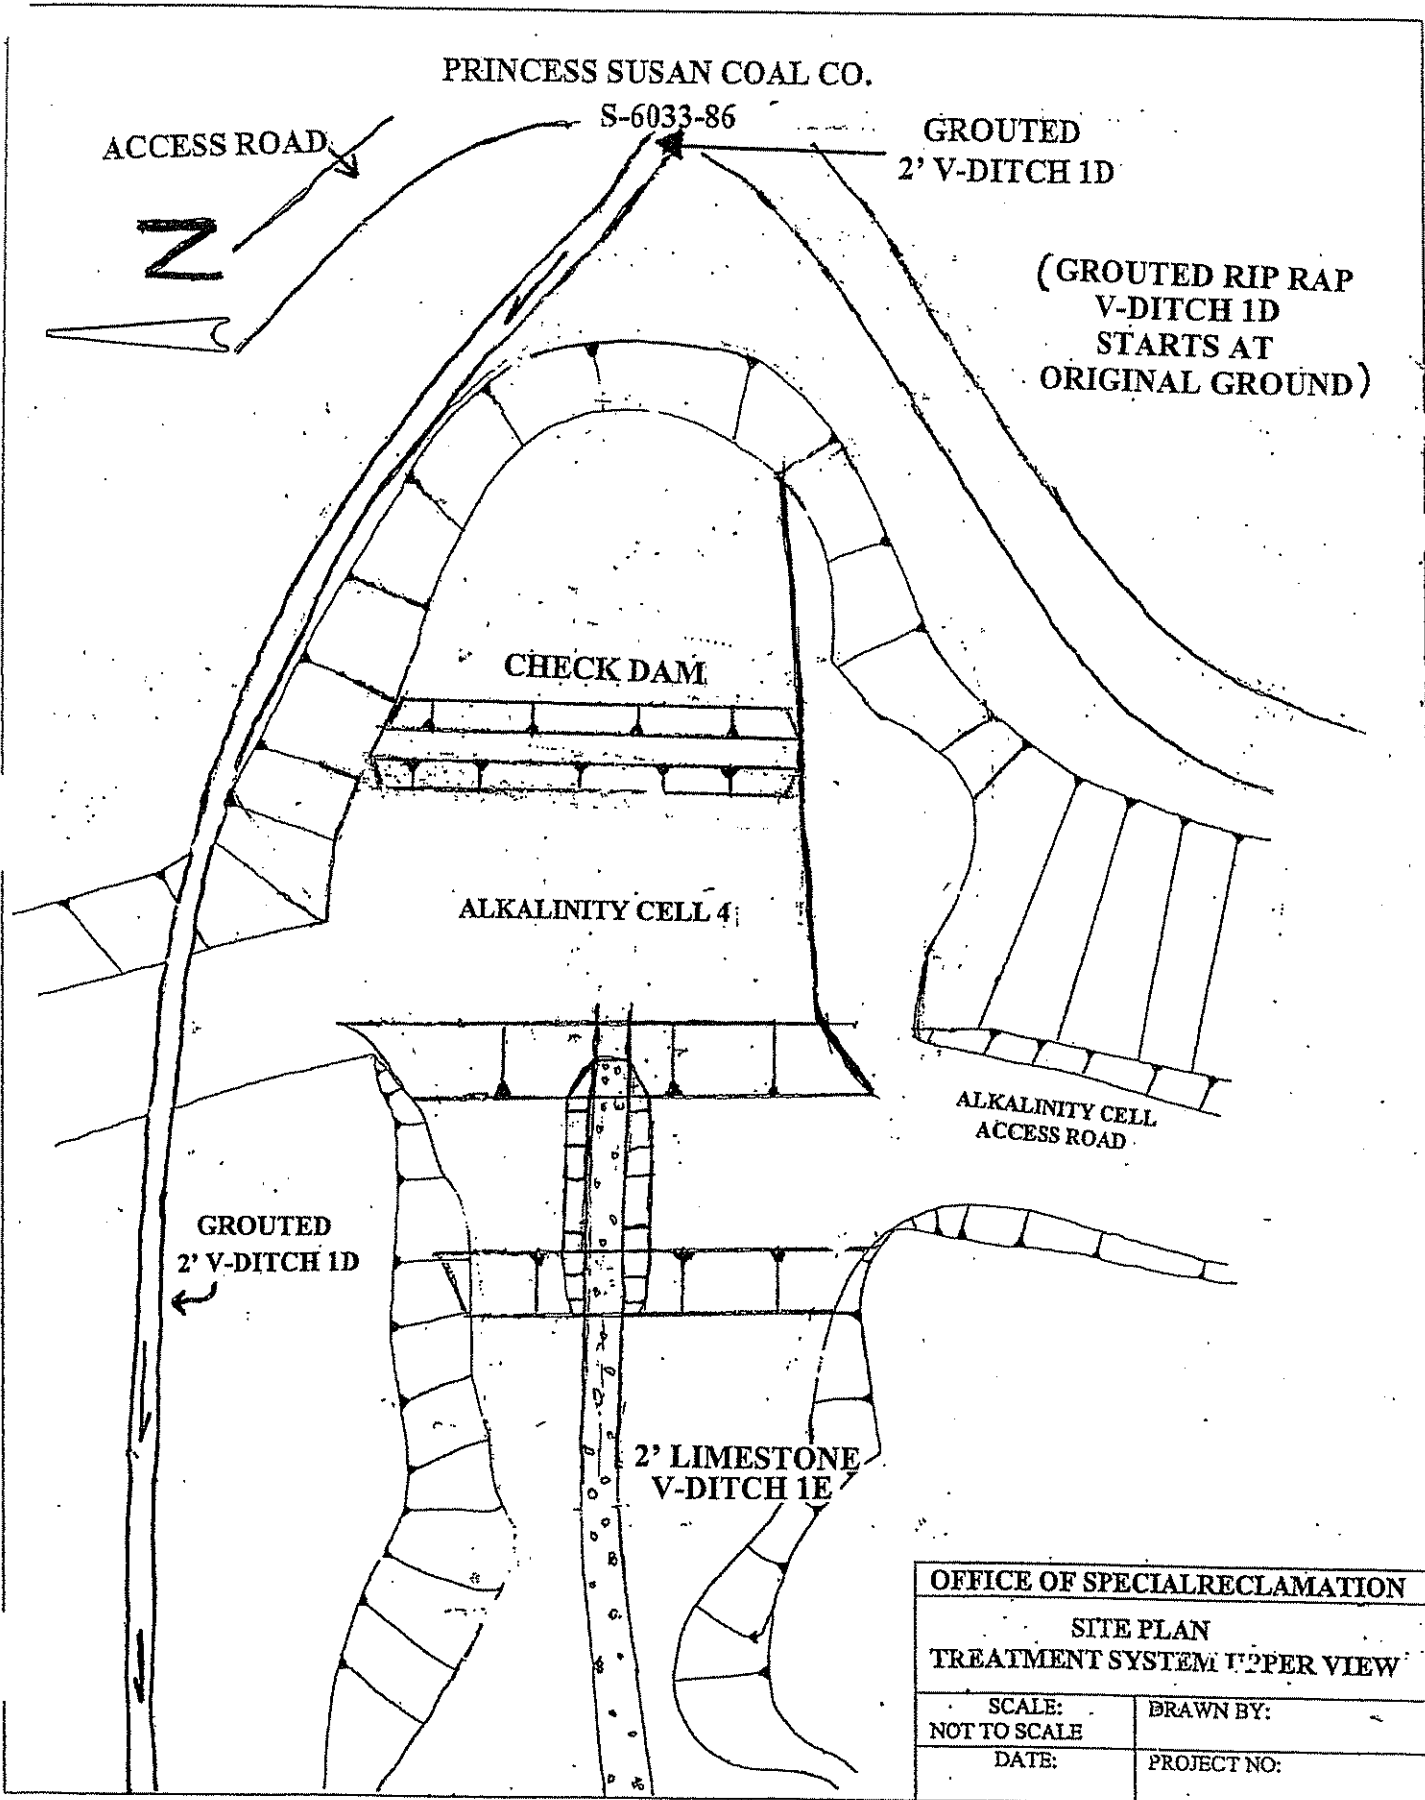 PRINCESS SUSAN COAL CO.
S-6033-86
ACCESS ROAD
GROUTED
2' V-DITCH 1D
N
(GROUTED RIP RAP
V-DITCH 1D
STARTS AT
ORIGINAL GROUND)
CHECK DAM
ALKALINITY CELL 4
ALKALINITY CELL
ACCESS ROAD
GROUTED
2' V-DITCH 1D
2' LIMESTONE
V-DITCH 1E
OFFICE OF SPECIALRECLAMATION
SITE PLAN
TREATMENT SYSTEM UPPER VIEW
SCALE:
NOT TO SCALE
DRAWN BY:
DATE:
PROJECT NO: